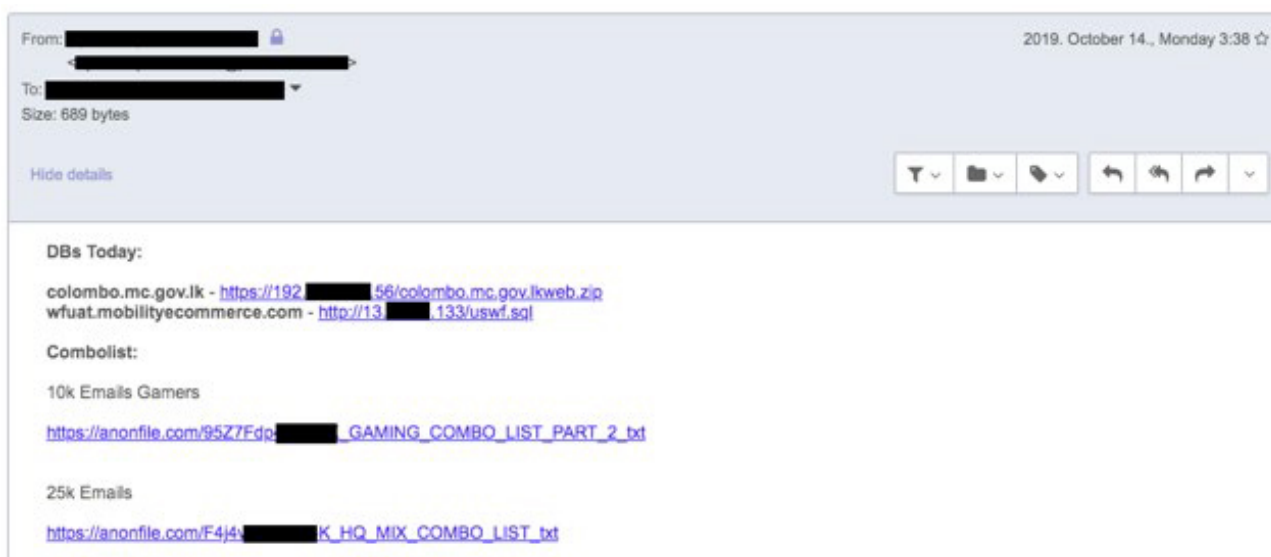 From:
2019. October 14., Monday 3:38
<>
To:
Size: 689 bytes
Hide details
DBs Today:
colombo.mc.gov.lk - https://192. .56/colombo.mc.gov.lkweb.zip
wfuat.mobilityecommerce.com - http://13. .133/uswf.sql
Combolist:
10k Emails Gamers
https://anonfile.com/95Z7Fdp _GAMING_COMBO_LIST_PART_2_txt
25k Emails
https://anonfile.com/F4j4 K_HQ_MIX_COMBO_LIST_txt